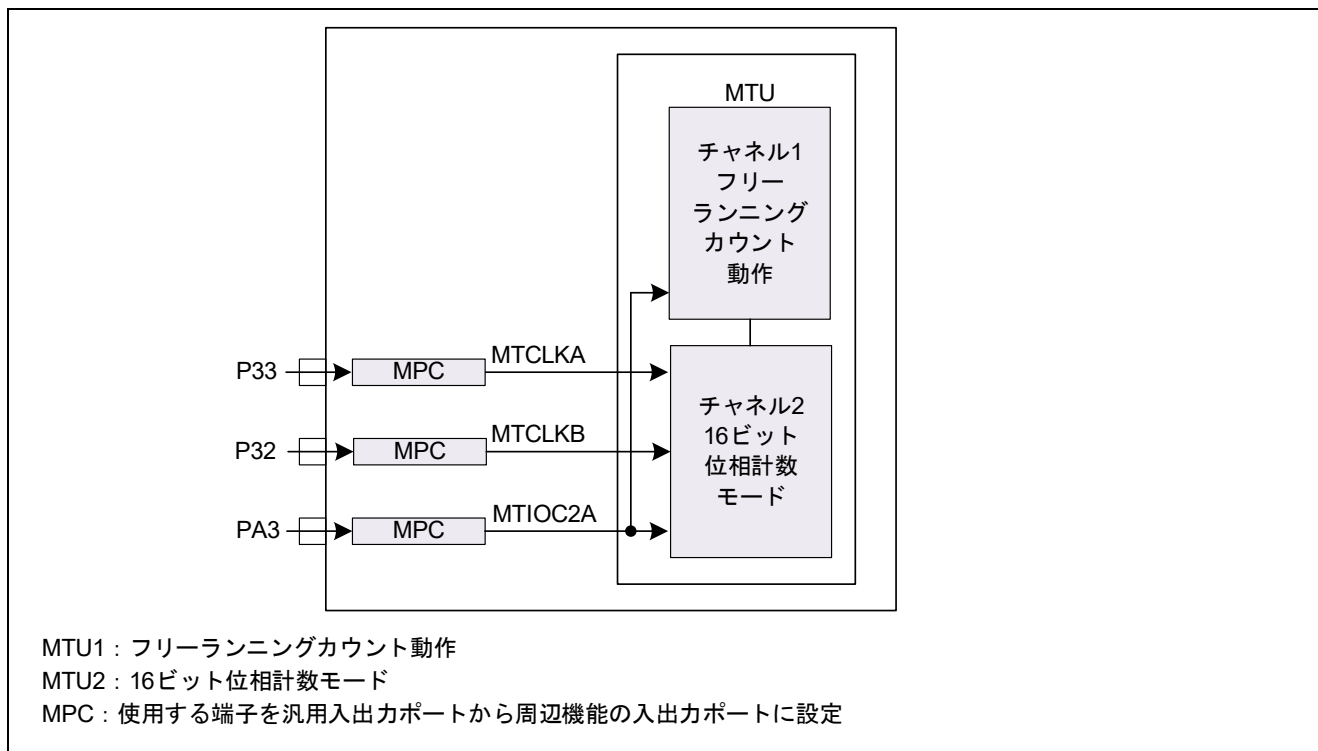 MTU
チャネル1
フリー
ランニング
カウント
動作
P33
MPC
MTCLKA
P32
MPC
MTCLKB
PA3
MPC
MTIOC2A
チャネル2
16ビット
位相計数
モード
MTU1：フリーランニングカウント動作
MTU2：16ビット位相計数モード
MPC：使用する端子を汎用入出力ポートから周辺機能の入出力ポートに設定